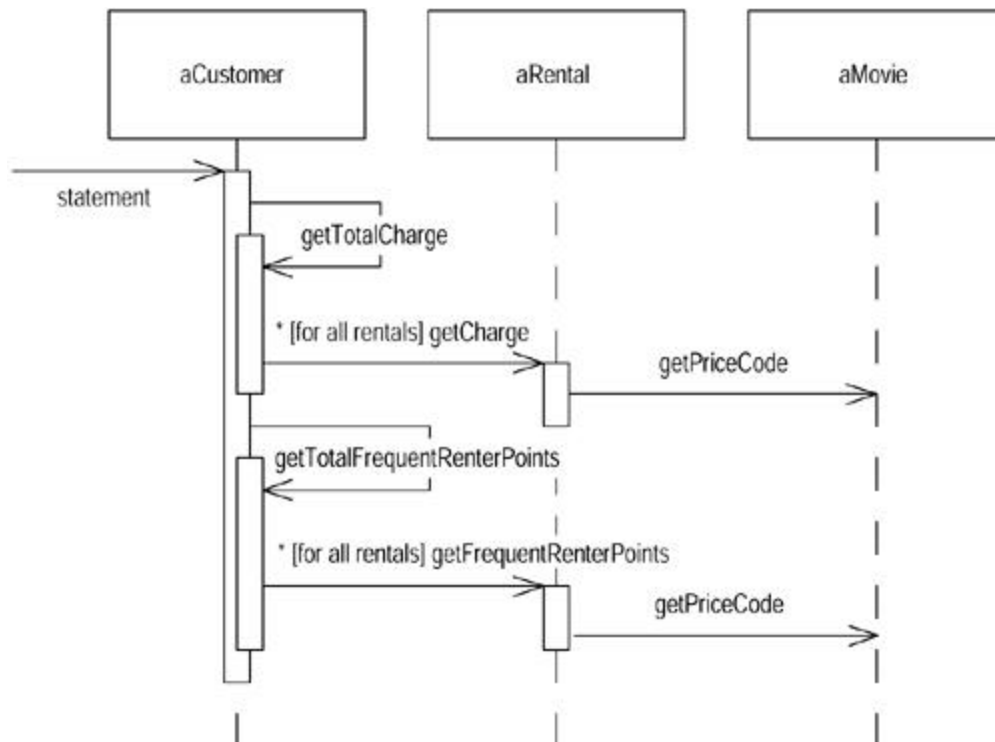 aCustomer
aRental
aMovie
statement
getTotalCharge
* [for all rentals] getCharge
getPriceCode
getTotalFrequentRenterPoints
* [for all rentals] getFrequentRenterPoints
getPriceCode